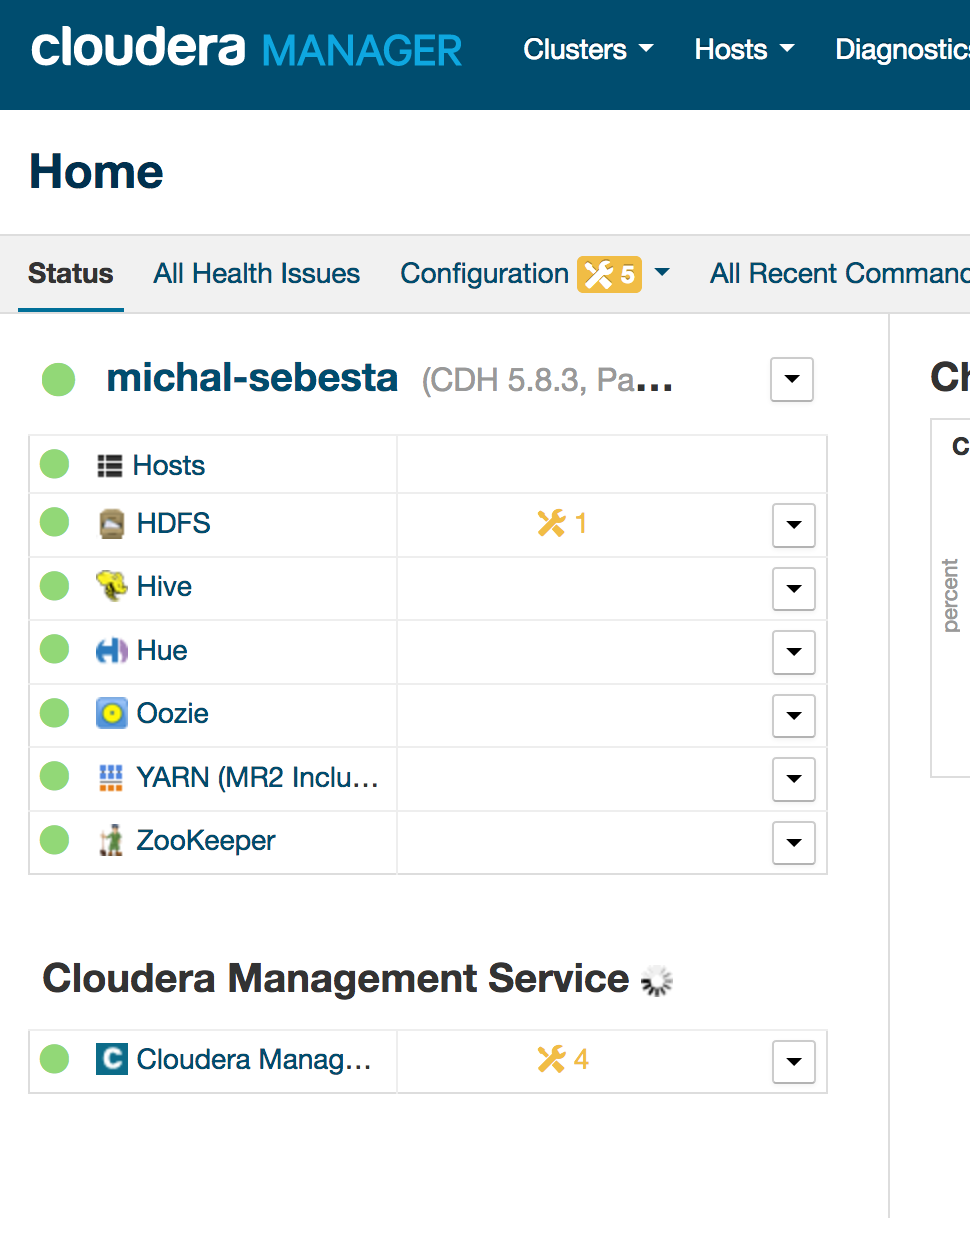 cloudera MANAGER Clusters Hosts Diagnostics
Home
Status All Health Issues Configuration 5 All Recent Comman
michal-sebesta (CDH 5.8.3, Pa...
Ch
Hosts
c
HDFS 1
Hive
percent
Hue
Oozie
YARN (MR2 Inclu...
ZooKeeper
Cloudera Management Service
C Cloudera Manag... 4